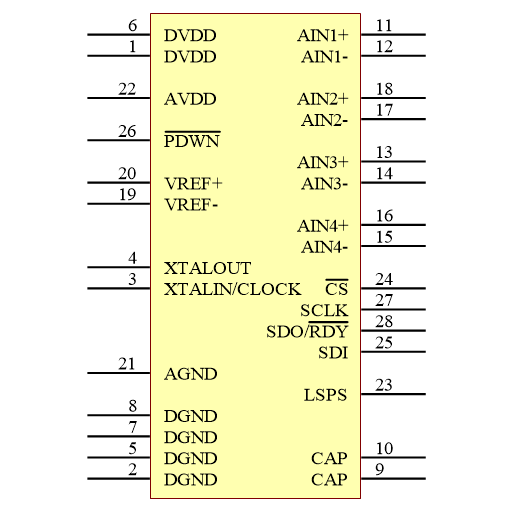 6 DVDD AIN1+ 11
1 DVDD AIN1- 12
22 AVDD AIN2+ 18
AIN2- 17
26 PDWN
AIN3+ 13
20 VREF+ AIN3- 14
19 VREF-
AIN4+ 16
AIN4- 15
4 XTALOUT
3 XTALIN/CLOCK CS 24
SCLK 27
SDO/RDY 28
SDI 25
21 AGND
LSPS 23
8 DGND
7 DGND
5 DGND CAP 10
2 DGND CAP 9